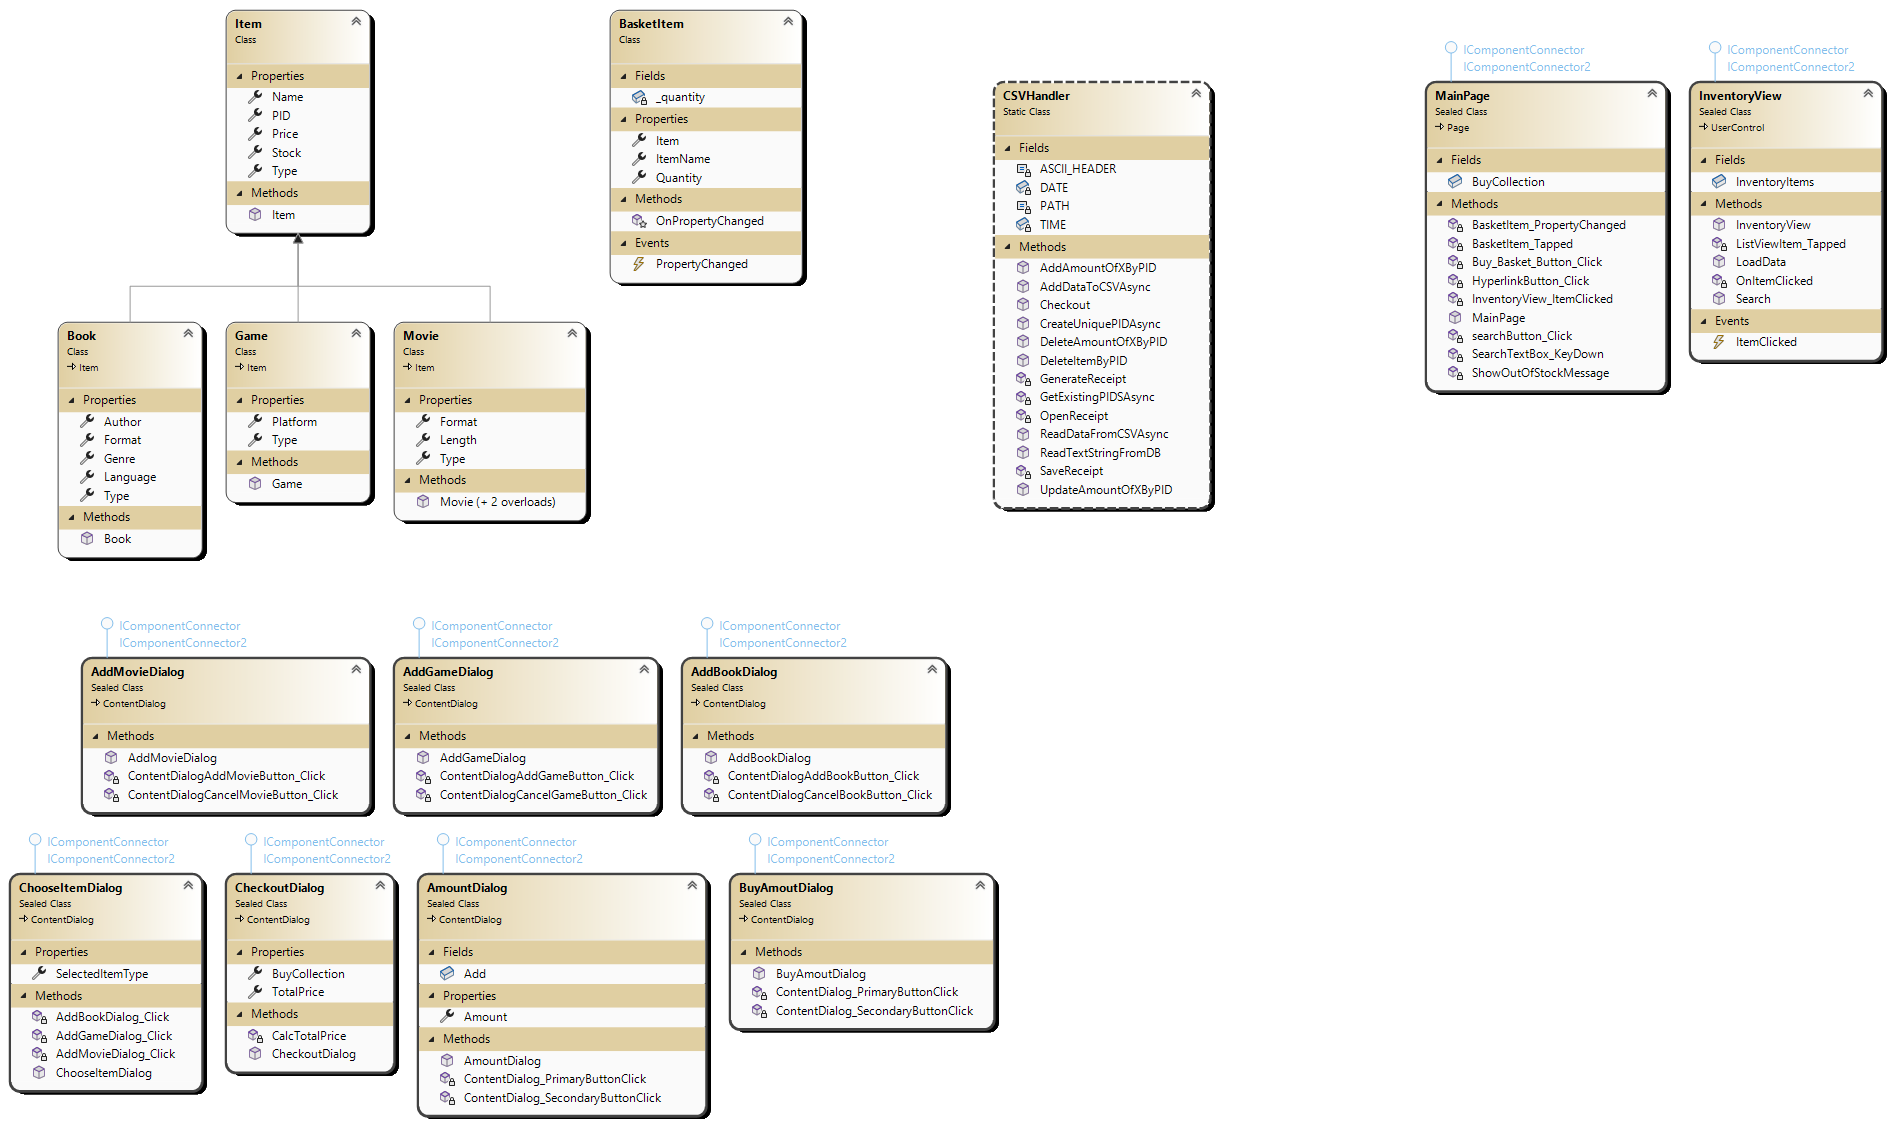 Item
Class
Properties
Name
PID
Price
Stock
Type
Methods
Item
BasketItem
Class
Fields
_quantity
Properties
Item
ItemName
Quantity
Methods
OnPropertyChanged
Events
PropertyChanged
CSVHandler
Static Class
Fields
ASCII_HEADER
DATE
PATH
TIME
Methods
AddAmountOfXByPID
AddDataToCSVAsync
Checkout
CreateUniquePIDAsync
DeleteAmountOfXByPID
DeleteItemByPID
GenerateReceipt
GetExistingPIDSAsync
OpenReceipt
ReadDataFromCSVAsync
ReadTextStringFromDB
SaveReceipt
UpdateAmountOfXByPID
IComponentConnector
IComponentConnector2
MainPage
Sealed Class
Page
Fields
BuyCollection
Methods
BasketItem_PropertyChanged
BasketItem_Tapped
Buy_Basket_Button_Click
HyperlinkButton_Click
InventoryView_ItemClicked
MainPage
searchButton_Click
SearchTextBox_KeyDown
ShowOutOfStockMessage
IComponentConnector
IComponentConnector2
InventoryView
Sealed Class
UserControl
Fields
InventoryItems
Methods
InventoryView
ListViewItem_Tapped
LoadData
OnItemClicked
Search
Events
ItemClicked
Book
Class
Item
Properties
Author
Format
Genre
Language
Type
Methods
Book
Game
Class
Item
Properties
Platform
Type
Methods
Game
Movie
Class
Item
Properties
Format
Length
Type
Methods
Movie (+ 2 overloads)
IComponentConnector
IComponentConnector2
AddMovieDialog
Sealed Class
ContentDialog
Methods
AddMovieDialog
ContentDialogAddMovieButton_Click
ContentDialogCancelMovieButton_Click
IComponentConnector
IComponentConnector2
AddGameDialog
Sealed Class
ContentDialog
Methods
AddGameDialog
ContentDialogAddGameButton_Click
ContentDialogCancelGameButton_Click
IComponentConnector
IComponentConnector2
AddBookDialog
Sealed Class
ContentDialog
Methods
AddBookDialog
ContentDialogAddBookButton_Click
ContentDialogCancelBookButton_Click
IComponentConnector
IComponentConnector2
ChooseItemDialog
Sealed Class
ContentDialog
Properties
SelectedItemType
Methods
AddBookDialog_Click
AddGameDialog_Click
AddMovieDialog_Click
ChooseItemDialog
IComponentConnector
IComponentConnector2
CheckoutDialog
Sealed Class
ContentDialog
Properties
BuyCollection
TotalPrice
Methods
CalcTotalPrice
CheckoutDialog
IComponentConnector
IComponentConnector2
AmountDialog
Sealed Class
ContentDialog
Fields
Add
Properties
Amount
Methods
AmountDialog
ContentDialog_PrimaryButtonClick
ContentDialog_SecondaryButtonClick
IComponentConnector
IComponentConnector2
BuyAmoutDialog
Sealed Class
ContentDialog
Methods
BuyAmoutDialog
ContentDialog_PrimaryButtonClick
ContentDialog_SecondaryButtonClick